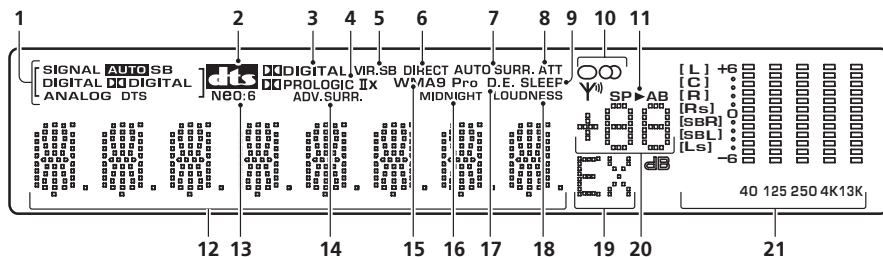 1 2 3 4 5 6 7 8 9 10 11
SIGNAL AUTO SB dts DIGITAL VIR.SB DIRECT AUTO SURR. ATT
DIGITAL DIGITAL PROLOGIC IIx WMA9 Pro D.E. SLEEP SP►AB
ANALOG DTS Neo:6 ADV.SURR. MIDNIGHT LOUDNESS
[L] +6
[C]
[R]
[Rs] 0
[SBR]
[SBL]
[Ls] -6
+88 dB
EX
40 125 250 4K 13K
12 13 14 15 16 17 18 19 20 21